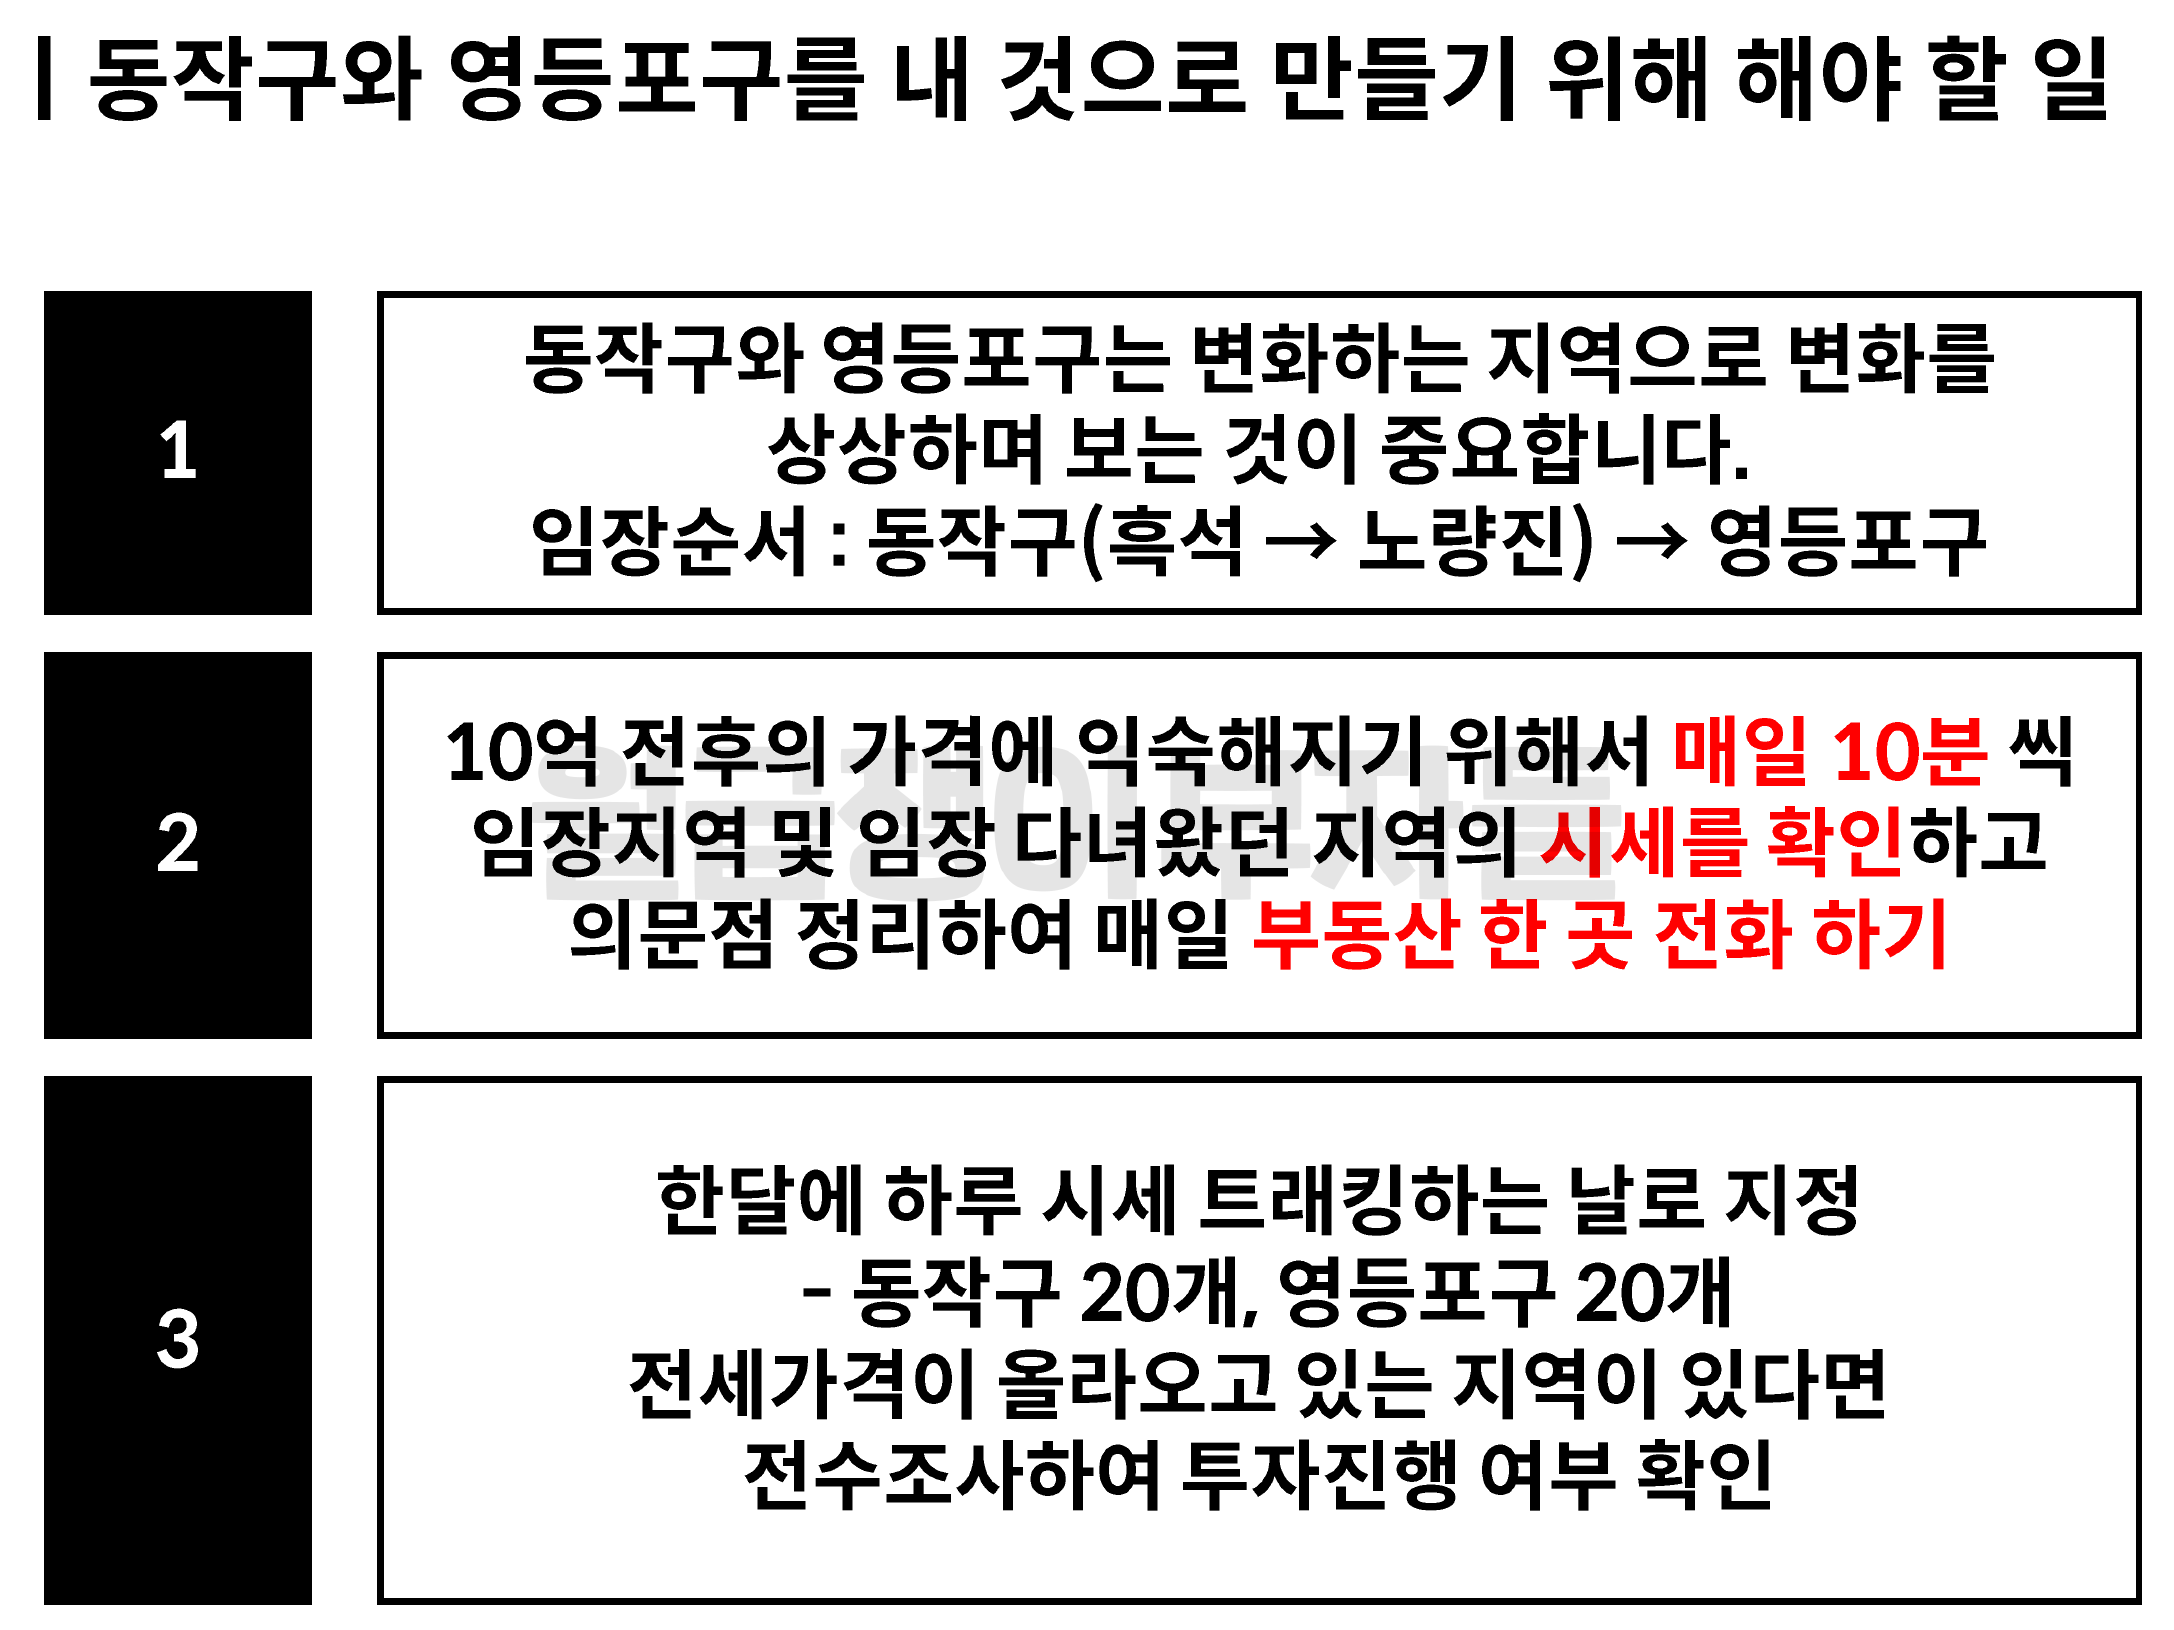 | 동작구와 영등포구를 내 것으로 만들기 위해 해야 할 일
1
동작구와 영등포구는 변화하는 지역으로 변화를
상상하며 보는 것이 중요합니다.
임장순서 : 동작구(흑석 → 노량진) → 영등포구
2
10억 전후의 가격에 익숙해지기 위해서 매일 10분 씩
임장지역 및 임장 다녀왔던 지역의 시세를 확인하고
의문점 정리하여 매일 부동산 한 곳 전화 하기
월급쟁이부자들
3
한달에 하루 시세 트래킹하는 날로 지정
- 동작구 20개, 영등포구 20개
전세가격이 올라오고 있는 지역이 있다면
전수조사하여 투자진행 여부 확인